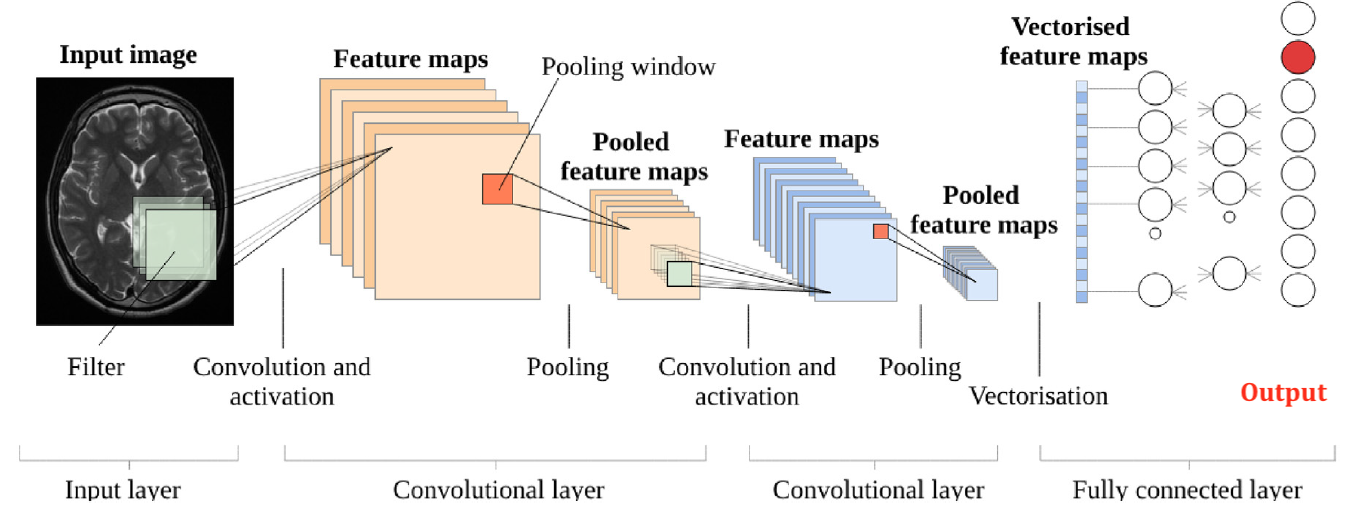 Input image
Feature maps
Pooling window
Pooled
feature maps
Feature maps
Pooled
feature maps
Vectorised
feature maps
Filter
Convolution and
activation
Pooling
Convolution and
activation
Pooling
Vectorisation
Output
Input layer
Convolutional layer
Convolutional layer
Fully connected layer